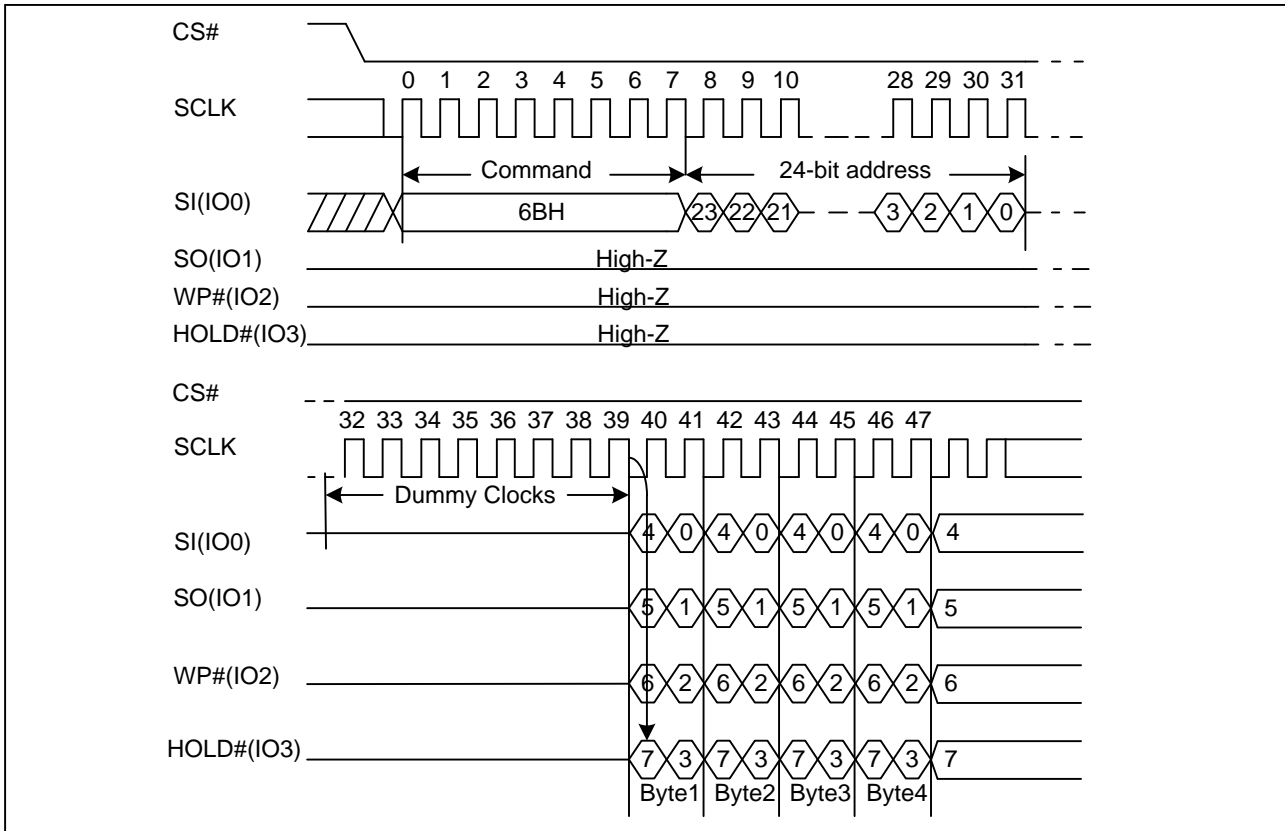 CS#
0 1 2 3 4 5 6 7 8 9 10 28 29 30 31
SCLK
Command 24-bit address
SI(IO0) 6BH 23 22 21 3 2 1 0
SO(IO1) High-Z
WP#(IO2) High-Z
HOLD#(IO3) High-Z
CS#
32 33 34 35 36 37 38 39 40 41 42 43 44 45 46 47
SCLK
Dummy Clocks
SI(IO0) 4 0 4 0 4 0 4 0 4
SO(IO1) 5 1 5 1 5 1 5 1 5
WP#(IO2) 6 2 6 2 6 2 6 2 6
HOLD#(IO3) 7 3 7 3 7 3 7 3 7
Byte1 Byte2 Byte3 Byte4